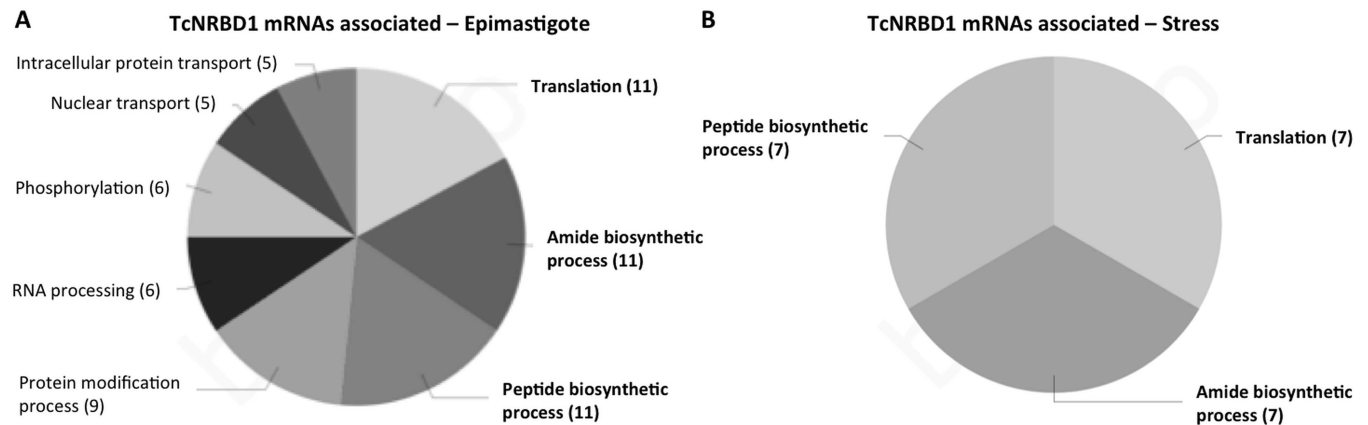 A
TcNRBD1 mRNAs associated – Epimastigote
Intracellular protein transport (5)
Translation (11)
Nuclear transport (5)
Phosphorylation (6)
Amide biosynthetic
process (11)
RNA processing (6)
Protein modification
process (9)
Peptide biosynthetic
process (11)
B
TcNRBD1 mRNAs associated – Stress
Peptide biosynthetic
process (7)
Translation (7)
Amide biosynthetic
process (7)